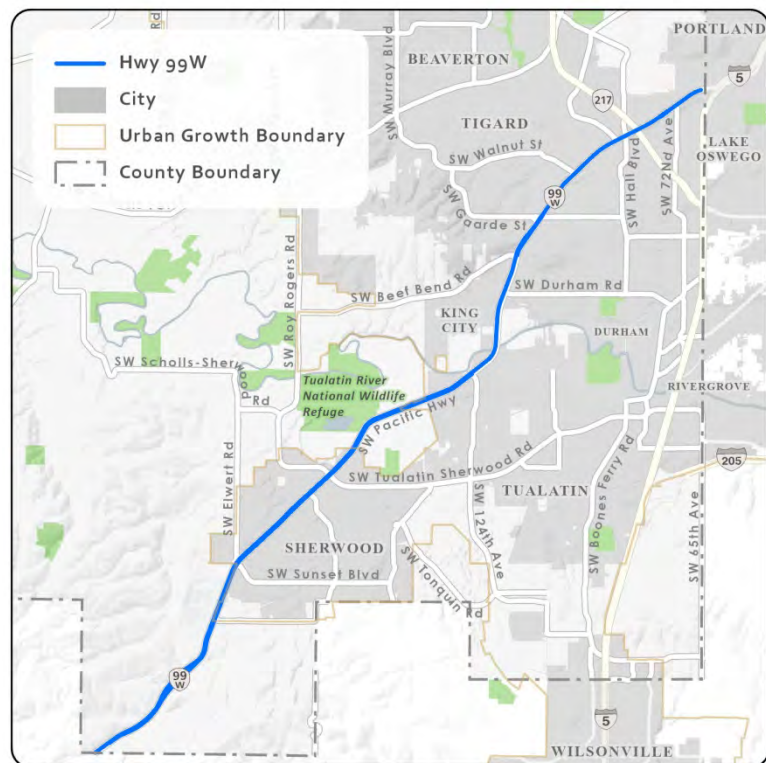 Hwy 99W
City
Urban Growth Boundary
County Boundary
PORTLAND
BEAVERTON
5
217
SW Murray Blvd
TIGARD
LAKE
OSWEGO
SW Walnut St
SW Hall Blvd
SW 72nd Ave
99
W
SW Gaarde St
SW Roy Rogers Rd
SW Beef Bend Rd
SW Durham Rd
KING
CITY
DURHAM
SW Scholls-Sherwood
Rd
Tualatin River
National Wildlife
Refuge
RIVERGROVE
SW Pacific Hwy
SW Elwert Rd
SW Tualatin Sherwood Rd
205
TUALATIN
SW 124th Ave
SW Boones Ferry Rd
SW 65th Ave
SHERWOOD
SW Sunset Blvd
SW Tonquin Rd
99
W
5
WILSONVILLE